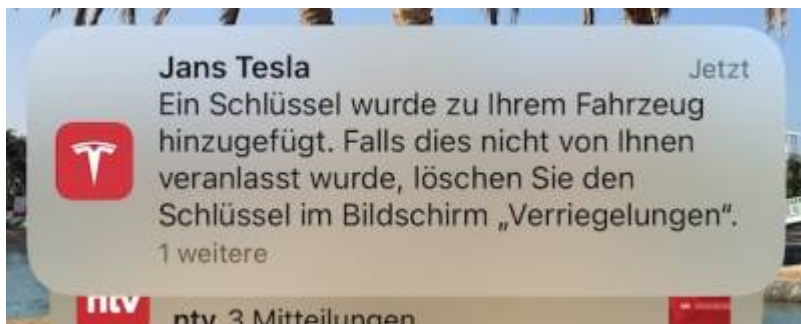 Jans Tesla
Jetzt
Ein Schlüssel wurde zu Ihrem Fahrzeug
hinzugefügt. Falls dies nicht von Ihnen
veranlasst wurde, löschen Sie den
Schlüssel im Bildschirm „Verriegelungen“.
1 weitere
ntv
ntv 3 Mitteilungen